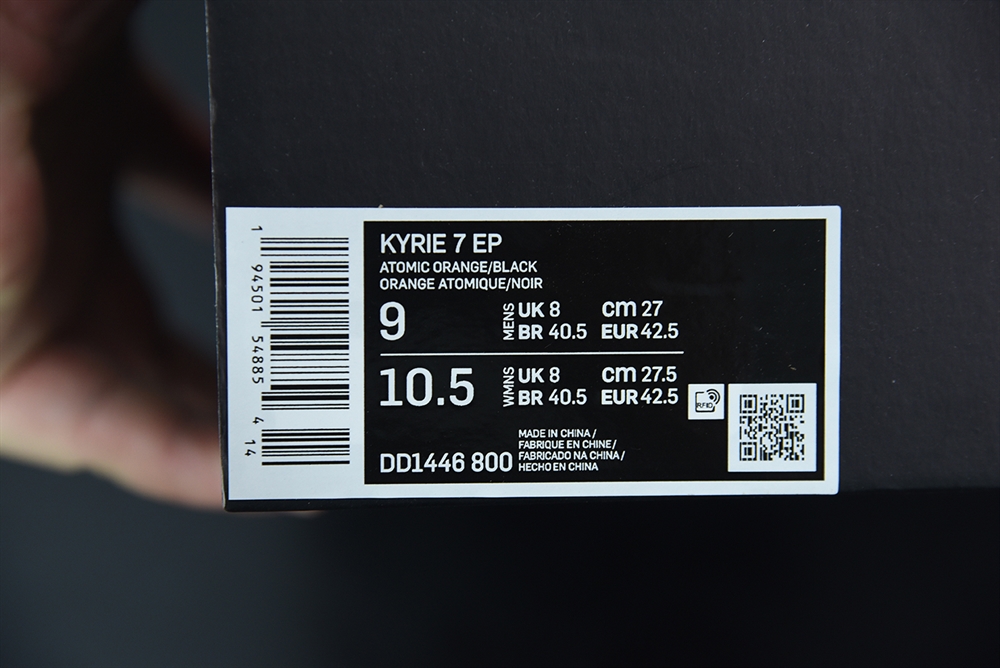 KYRIE 7 EP
ATOMIC ORANGE/BLACK
ORANGE ATOMIQUE/NOIR
9 MENS UK 8 CM 27
BR 40.5 EUR 42.5
10.5 WMNS UK 8 CM 27.5
BR 40.5 EUR 42.5
RFID
MADE IN CHINA /
FABRIQUE EN CHINE/
FABRICADO NA CHINA /
HECHO EN CHINA
DD1446 800
1 94501 54885 4 14